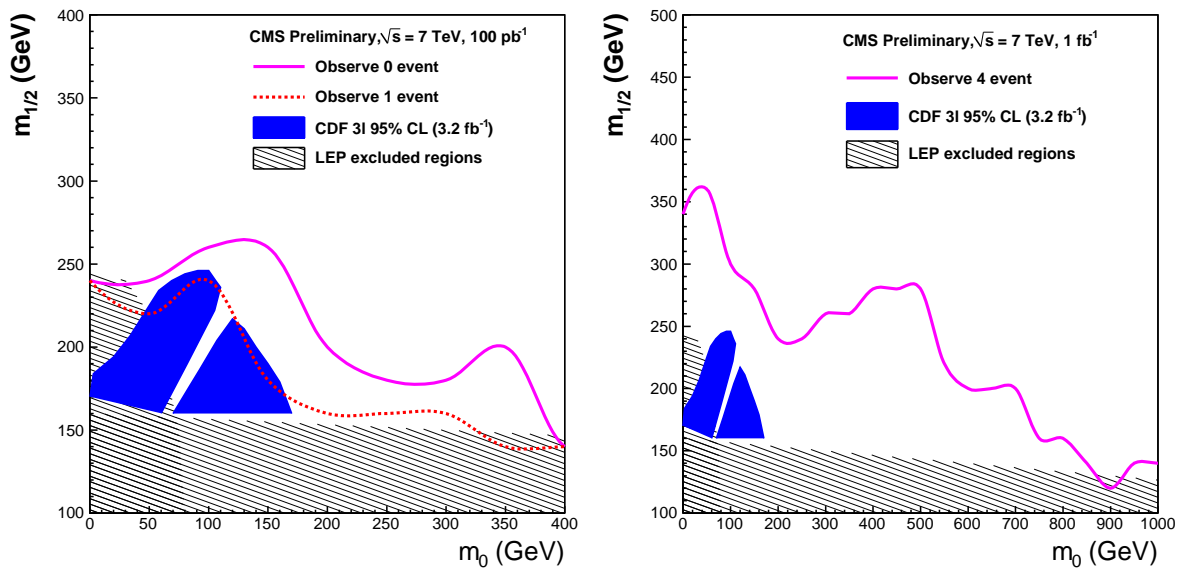 m1/2 (GeV)
400
350
300
250
200
150
100
CMS Preliminary,√s = 7 TeV, 100 pb-1
Observe 0 event
Observe 1 event
CDF 3l 95% CL (3.2 fb-1)
LEP excluded regions
0 50 100 150 200 250 300 350 400
m0 (GeV)
m1/2 (GeV)
500
450
400
350
300
250
200
150
100
CMS Preliminary,√s = 7 TeV, 1 fb-1
Observe 4 event
CDF 3l 95% CL (3.2 fb-1)
LEP excluded regions
0 100 200 300 400 500 600 700 800 900 1000
m0 (GeV)